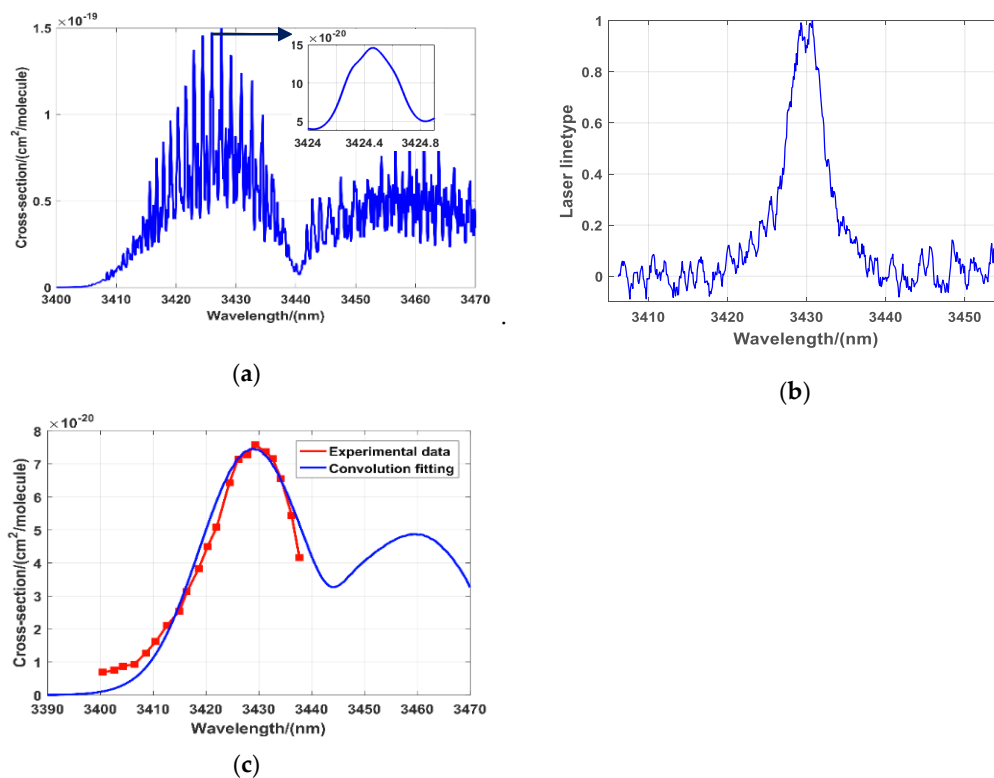 ×10⁻¹⁹
Cross-section/(cm²/molecule)
1.5
1
0.5
0
3400 3410 3420 3430 3440 3450 3460 3470
Wavelength/(nm)
×10⁻²⁰
15
10
5
3424 3424.4 3424.8
.
(a)
Laser linetype
1
0.8
0.6
0.4
0.2
0
3410 3420 3430 3440 3450
Wavelength/(nm)
(b)
×10⁻²⁰
Cross-section/(cm²/molecule)
8
7
6
5
4
3
2
1
0
Experimental data
Convolution fitting
3390 3400 3410 3420 3430 3440 3450 3460 3470
Wavelength/(nm)
(c)